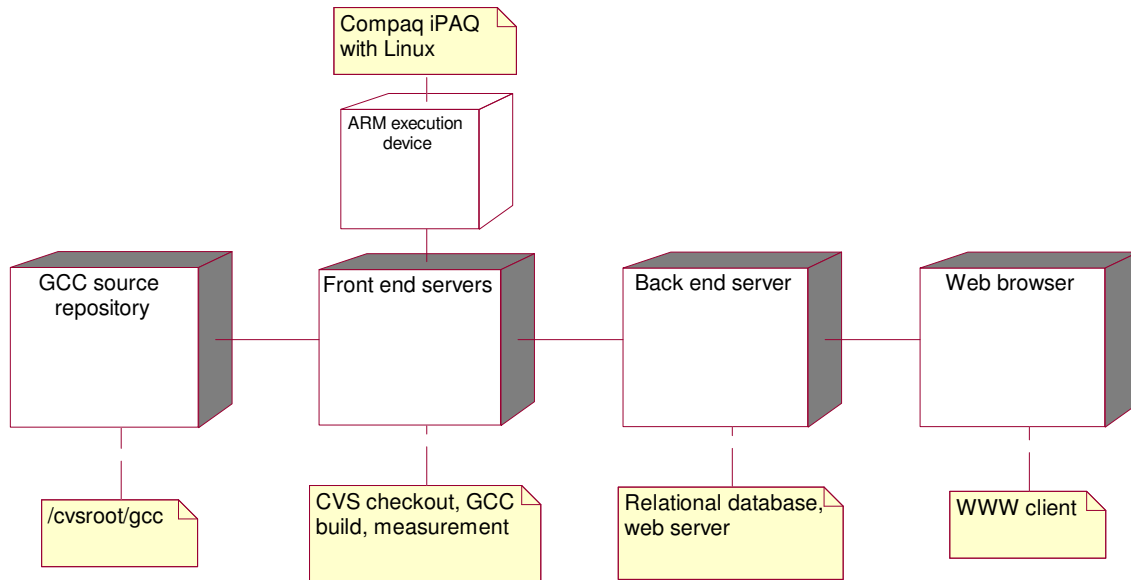 Compaq iPAQ
with Linux
ARM execution
device
GCC source
repository
Front end servers
Back end server
Web browser
/cvsroot/gcc
CVS checkout, GCC
build, measurement
Relational database,
web server
WWW client